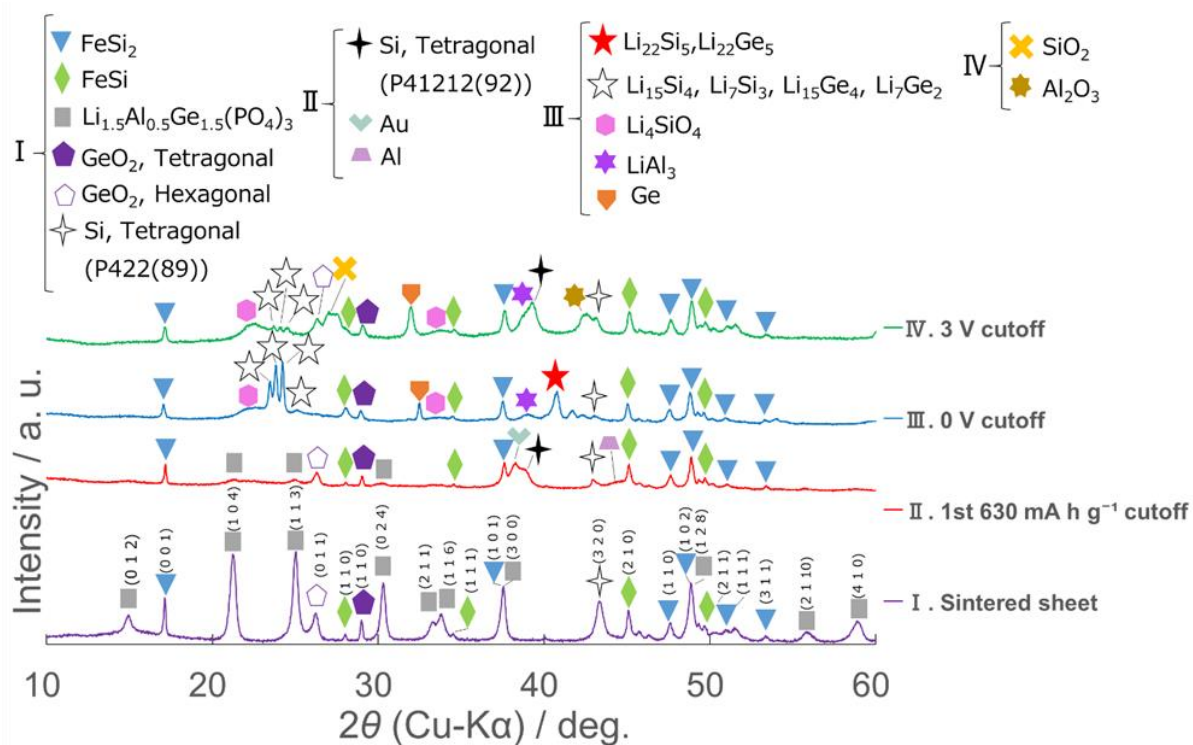 Ⅰ
FeSi2
FeSi
Li1.5Al0.5Ge1.5(PO4)3
GeO2, Tetragonal
GeO2, Hexagonal
Si, Tetragonal
(P422(89))
Ⅱ
Si, Tetragonal
(P41212(92))
Au
Al
Ⅲ
Li22Si5,Li22Ge5
Li15Si4, Li7Si3, Li15Ge4, Li7Ge2
Li4SiO4
LiAl3
Ge
Ⅳ
SiO2
Al2O3
Ⅳ. 3 V cutoff
Ⅲ. 0 V cutoff
Ⅱ. 1st 630 mA h g⁻¹ cutoff
Ⅰ. Sintered sheet
(0 1 2)
(0 0 1)
(1 0 4)
(1 1 3)
(0 1 1)
(1 1 0)
(1 1 0)
(0 2 4)
(2 1 1)
(1 1 6)
(1 1 1)
(1 0 1)
(3 0 0)
(3 2 0)
(2 1 0)
(1 1 0)
(1 0 2)
(1 2 8)
(2 1 1)
(1 1 1)
(3 1 1)
(2 1 10)
(4 1 0)
Intensity / a. u.
10 20 30 40 50 60
2θ (Cu-Kα) / deg.